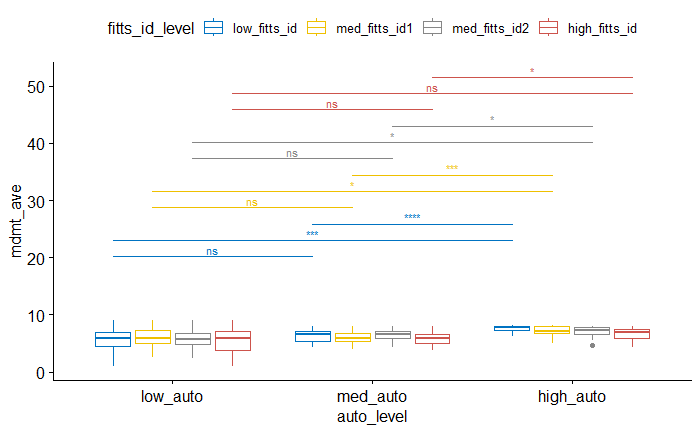 fitts_id_level low_fitts_id med_fitts_id1 med_fitts_id2 high_fitts_id
50
*
ns
ns
40
*
*
ns
30
***
*
ns
****
***
20
ns
mdmt_ave
10
0
low_auto med_auto high_auto
auto_level